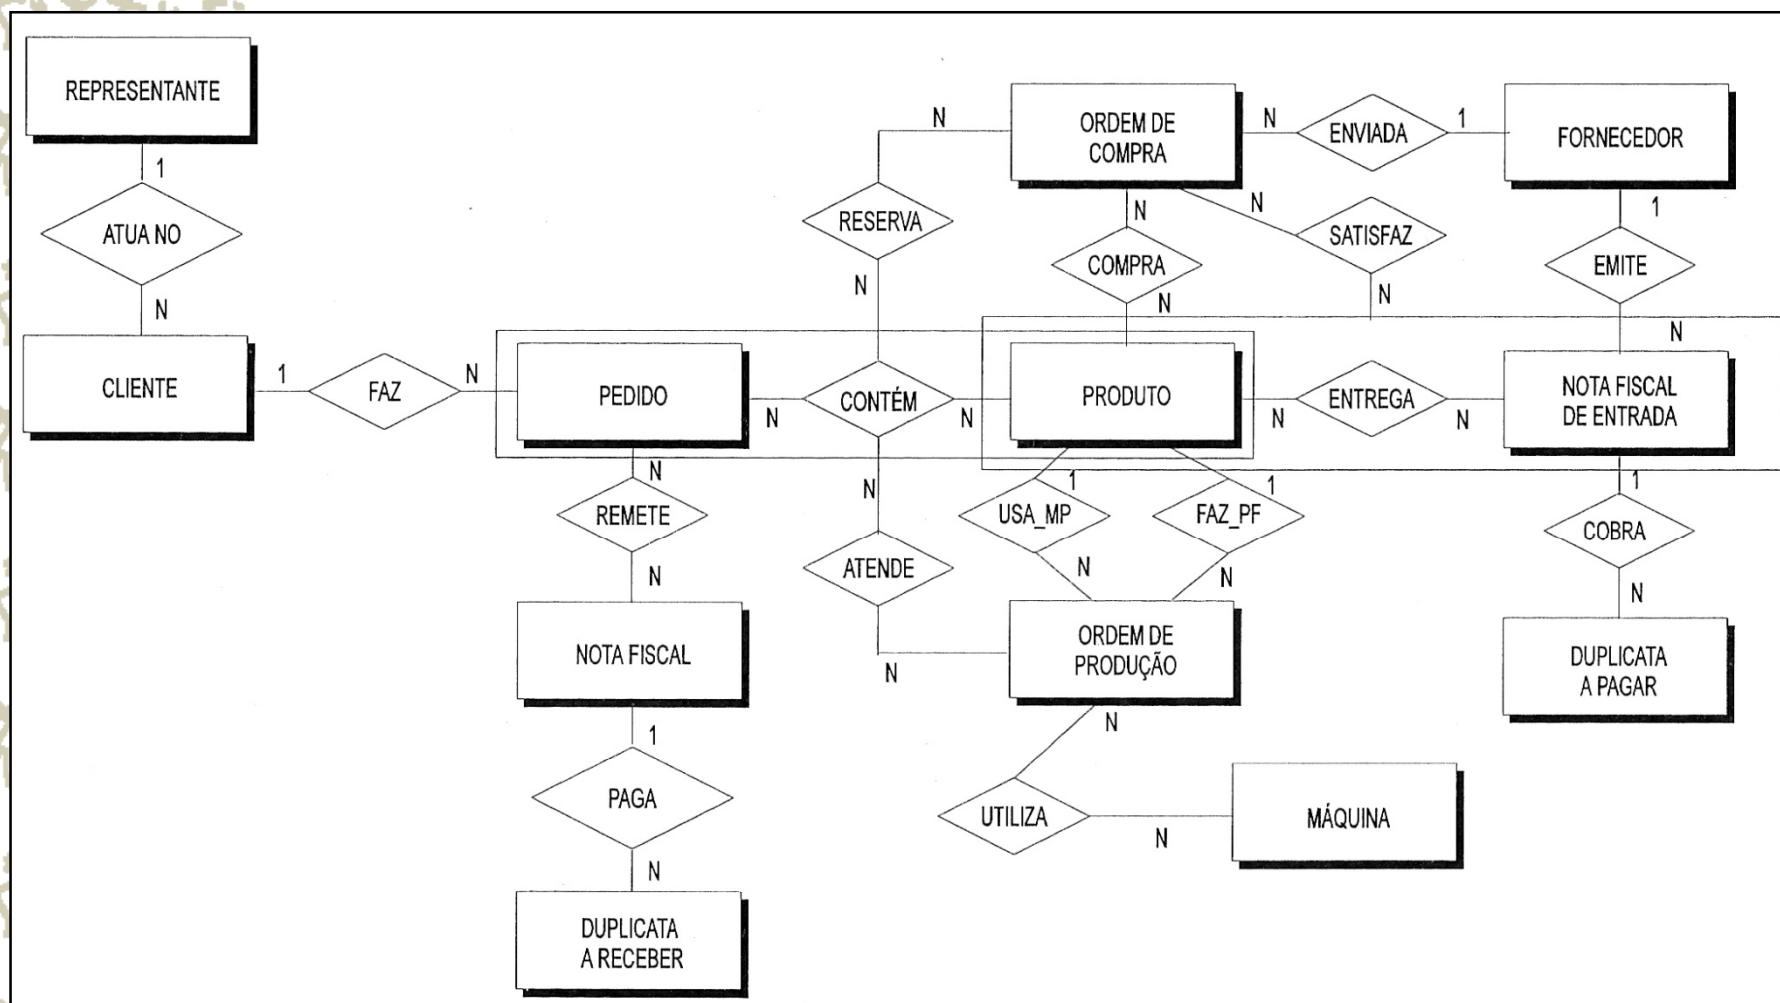 REPRESENTANTE
1
ATUA NO
N
CLIENTE
1
FAZ
N
PEDIDO
N
CONTÉM
N
PRODUTO
N
ENTREGA
N
NOTA FISCAL
DE ENTRADA
N
RESERVA
N
ORDEM DE
COMPRA
N
ENVIADA
1
FORNECEDOR
N
COMPRA
N
N
SATISFAZ
N
1
EMITE
N
N
REMETE
N
NOTA FISCAL
1
PAGA
N
DUPLICATA
A RECEBER
N
ATENDE
N
1
USA_MP
N
1
FAZ_PF
N
ORDEM DE
PRODUÇÃO
N
UTILIZA
N
MÁQUINA
1
COBRA
N
DUPLICATA
A PAGAR